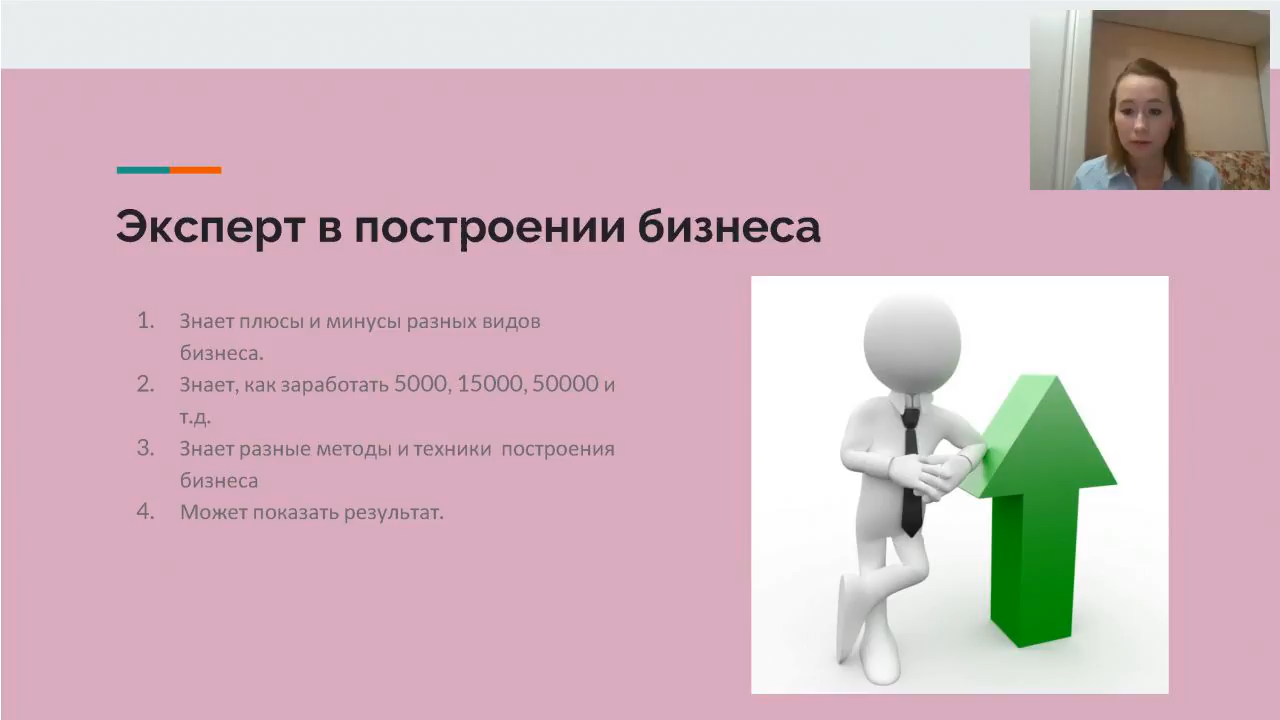 Эксперт в построении бизнеса
1. Знает плюсы и минусы разных видов
бизнеса.
2. Знает, как заработать 5000, 15000, 50000 и
т.д.
3. Знает разные методы и техники построения
бизнеса
4. Может показать результат.